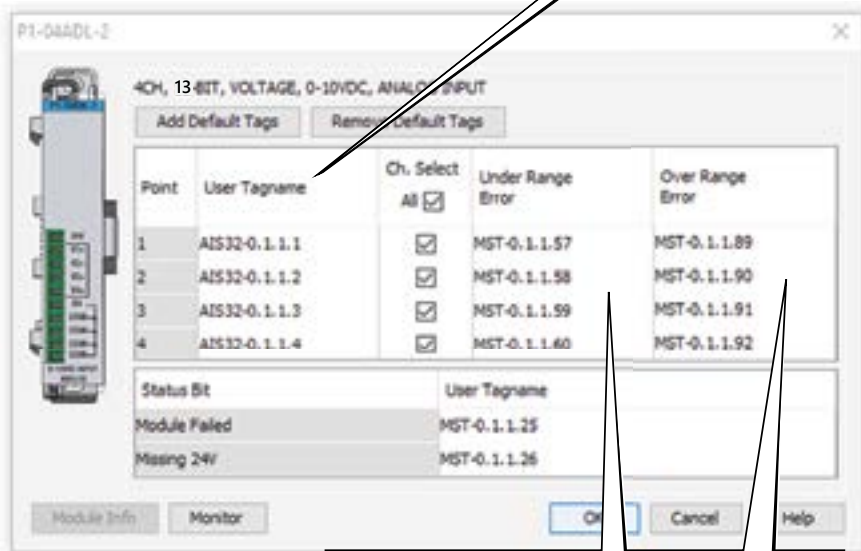 P1-04ADL-2
4CH, 13-BIT, VOLTAGE, 0-10VDC, ANALOG INPUT
Add Default Tags Remove Default Tags
Point User Tagname Ch. Select All Under Range Error Over Range Error
1 AIS32-0.1.1.1 MST-0.1.1.57 MST-0.1.1.89
2 AIS32-0.1.1.2 MST-0.1.1.58 MST-0.1.1.90
3 AIS32-0.1.1.3 MST-0.1.1.59 MST-0.1.1.91
4 AIS32-0.1.1.4 MST-0.1.1.60 MST-0.1.1.92
Status Bit User Tagname
Module Failed MST-0.1.1.25
Missing 24V MST-0.1.1.26
Module Info Monitor OK Cancel Help